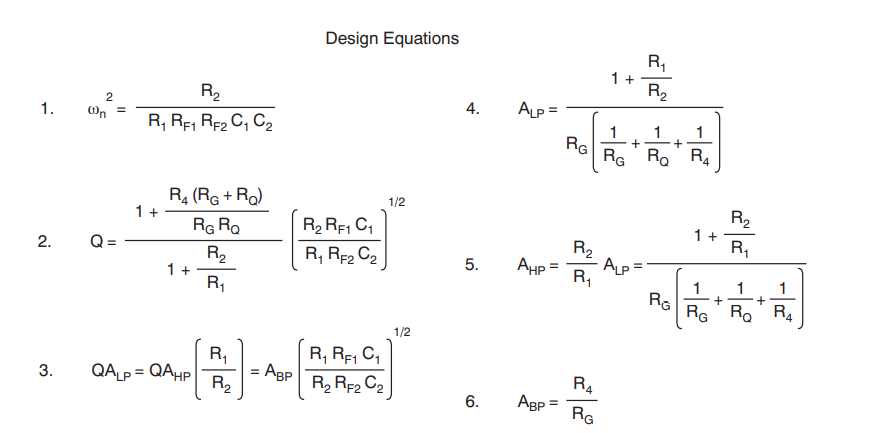 Design Equations
1. ωn² = R2 / (R1 RF1 RF2 C1 C2)
2. Q = [1 + R4 (RG + RQ) / (RG RQ)] / [1 + R2 / R1] (R2 RF1 C1 / (R1 RF2 C2))^1/2
3. QALP = QAHP (R1 / R2) = ABP (R1 RF1 C1 / (R2 RF2 C2))^1/2
4. ALP = [1 + R1 / R2] / [RG (1 / RG + 1 / RQ + 1 / R4)]
5. AHP = R2 / R1 ALP = [1 + R2 / R1] / [RG (1 / RG + 1 / RQ + 1 / R4)]
6. ABP = R4 / RG